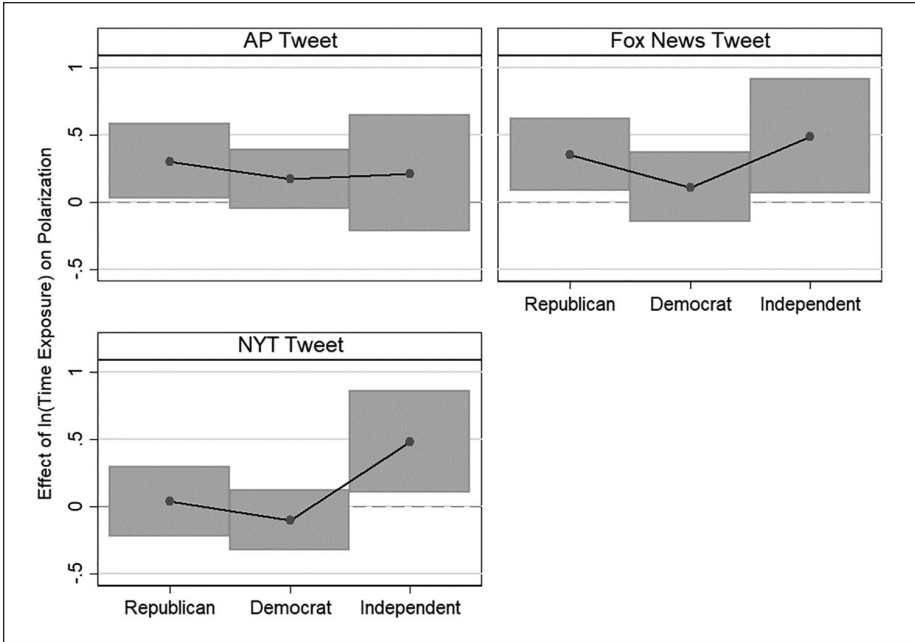 Effect of ln(Time Exposure) on Polarization
AP Tweet
1
.5
0
-.5
Fox News Tweet
Republican Democrat Independent
NYT Tweet
1
.5
0
-.5
Republican Democrat Independent